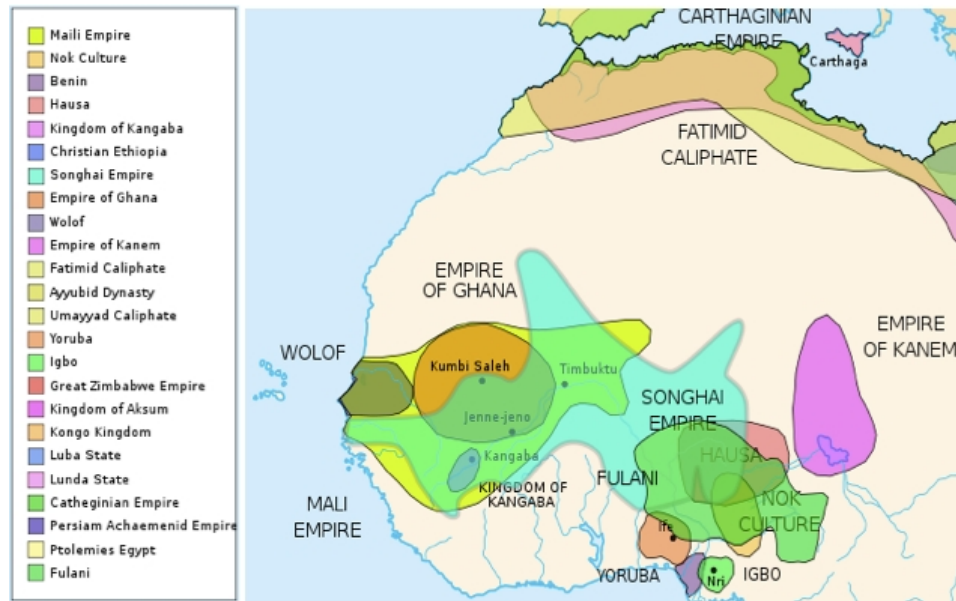 Maili Empire
Nok Culture
Benin
Hausa
Kingdom of Kangaba
Christian Ethiopia
Songhai Empire
Empire of Ghana
Wolof
Empire of Kanem
Fatimid Caliphate
Ayyubid Dynasty
Umayyad Caliphate
Yoruba
Igbo
Great Zimbabwe Empire
Kingdom of Aksum
Kongo Kingdom
Luba State
Lunda State
Catheginian Empire
Persiam Achaemenid Empire
Ptolemies Egypt
Fulani
CARTHAGINIAN
EMPIRE
Carthaga
FATIMID
CALIPHATE
EMPIRE
OF GHANA
EMPIRE
OF KANEM
WOLOF
Kumbi Saleh
Timbuktu
SONGHAI
EMPIRE
Jenne-jeno
HAUSA
Kangaba
FULANI
KINGDOM OF
KANGABA
NOK
CULTURE
MALI
EMPIRE
Ife
YORUBA
Nri
IGBO